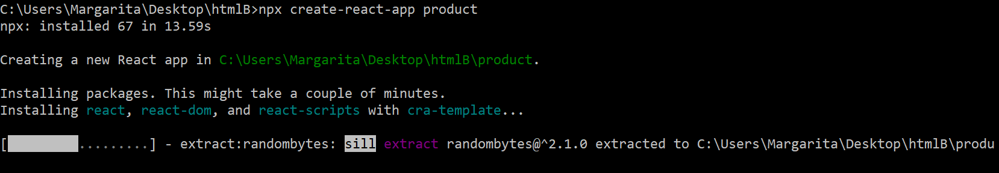 C:\Users\Margarita\Desktop\htmlB>npx create-react-app product
npx: installed 67 in 13.59s
Creating a new React app in C:\Users\Margarita\Desktop\htmlB\product.
Installing packages. This might take a couple of minutes.
Installing react, react-dom, and react-scripts with cra-template...
[         .........] - extract:randombytes: sill extract randombytes@^2.1.0 extracted to C:\Users\Margarita\Desktop\htmlB\produ